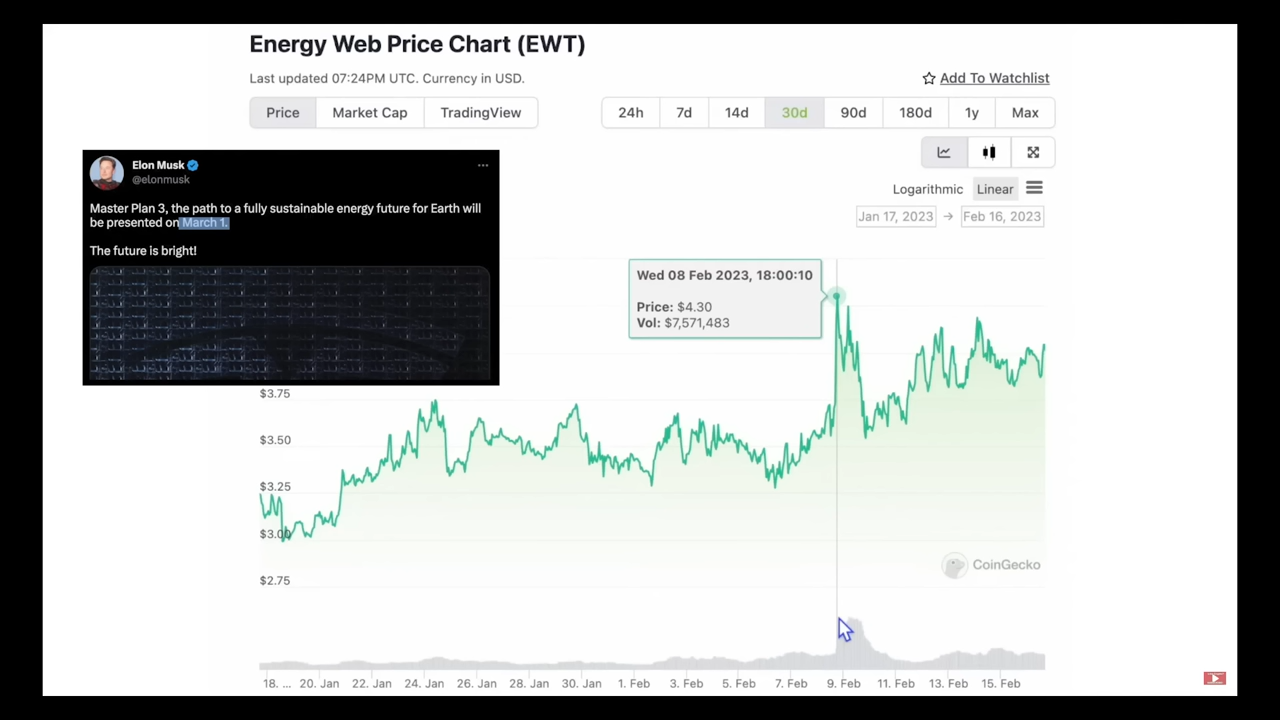 Energy Web Price Chart (EWT)
Last updated 07:24PM UTC. Currency in USD.
Add To Watchlist
Price Market Cap TradingView
24h 7d 14d 30d 90d 180d 1y Max
Logarithmic Linear
Jan 17, 2023 → Feb 16, 2023
Elon Musk
@elonmusk
Master Plan 3, the path to a fully sustainable energy future for Earth will
be presented on March 1.
The future is bright!
Wed 08 Feb 2023, 18:00:10
Price: $4.30
Vol: $7,571,483
$3.75
$3.50
$3.25
$3.00
$2.75
CoinGecko
18. ... 20. Jan 22. Jan 24. Jan 26. Jan 28. Jan 30. Jan 1. Feb 3. Feb 5. Feb 7. Feb 9. Feb 11. Feb 13. Feb 15. Feb